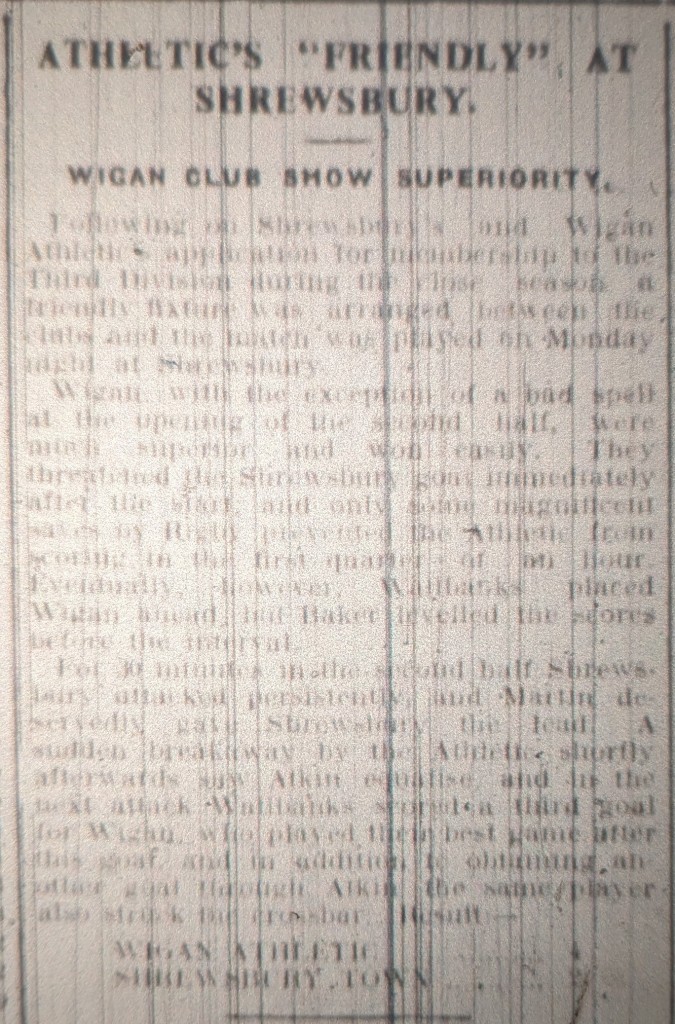 ATHLETIC'S "FRIENDLY" AT
SHREWSBURY.
WIGAN CLUB SHOW SUPERIORITY.
Following on Shrewsbury's and Wigan
Athletic's application for membership to the
Third Division during the close season a
friendly fixture was arranged between the
clubs and the match was played on Monday
night at Shrewsbury.
Wigan, with the exception of a bad spell
at the opening of the second half, were
much superior and won easily. They
threatened the Shrewsbury goal immediately
after the start, and only some magnificent
saves by Rigby prevented the Athletic from
scoring in the first quarter of an hour.
Eventually, however, Wallbanks placed
Wigan ahead, but Baker levelled the scores
before the interval.
For 30 minutes in the second half Shrews-
bury attacked persistently, and Martin de-
servedly gave Shrewsbury the lead. A
sudden breakaway by the Athletic shortly
afterwards saw Atkin equalise, and in the
next attack Wallbanks scored a third goal
for Wigan, who played their best game after
this goal, and in addition to obtaining an-
other goal through Atkin the same player
also struck the crossbar. Result:—
WIGAN ATHLETIC ........ 4
SHREWSBURY TOWN ........ 2